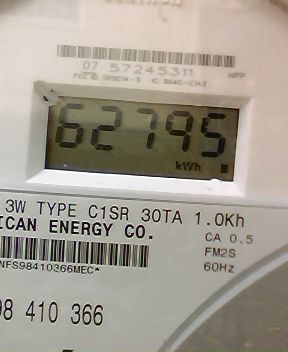 07 57245311
HPP
62795
kWh
3W TYPE C1SR 30TA 1.0Kh
ICAN ENERGY CO.
CA 0.5
FM2S
NFS98410366MEC*
60Hz
98 410 366